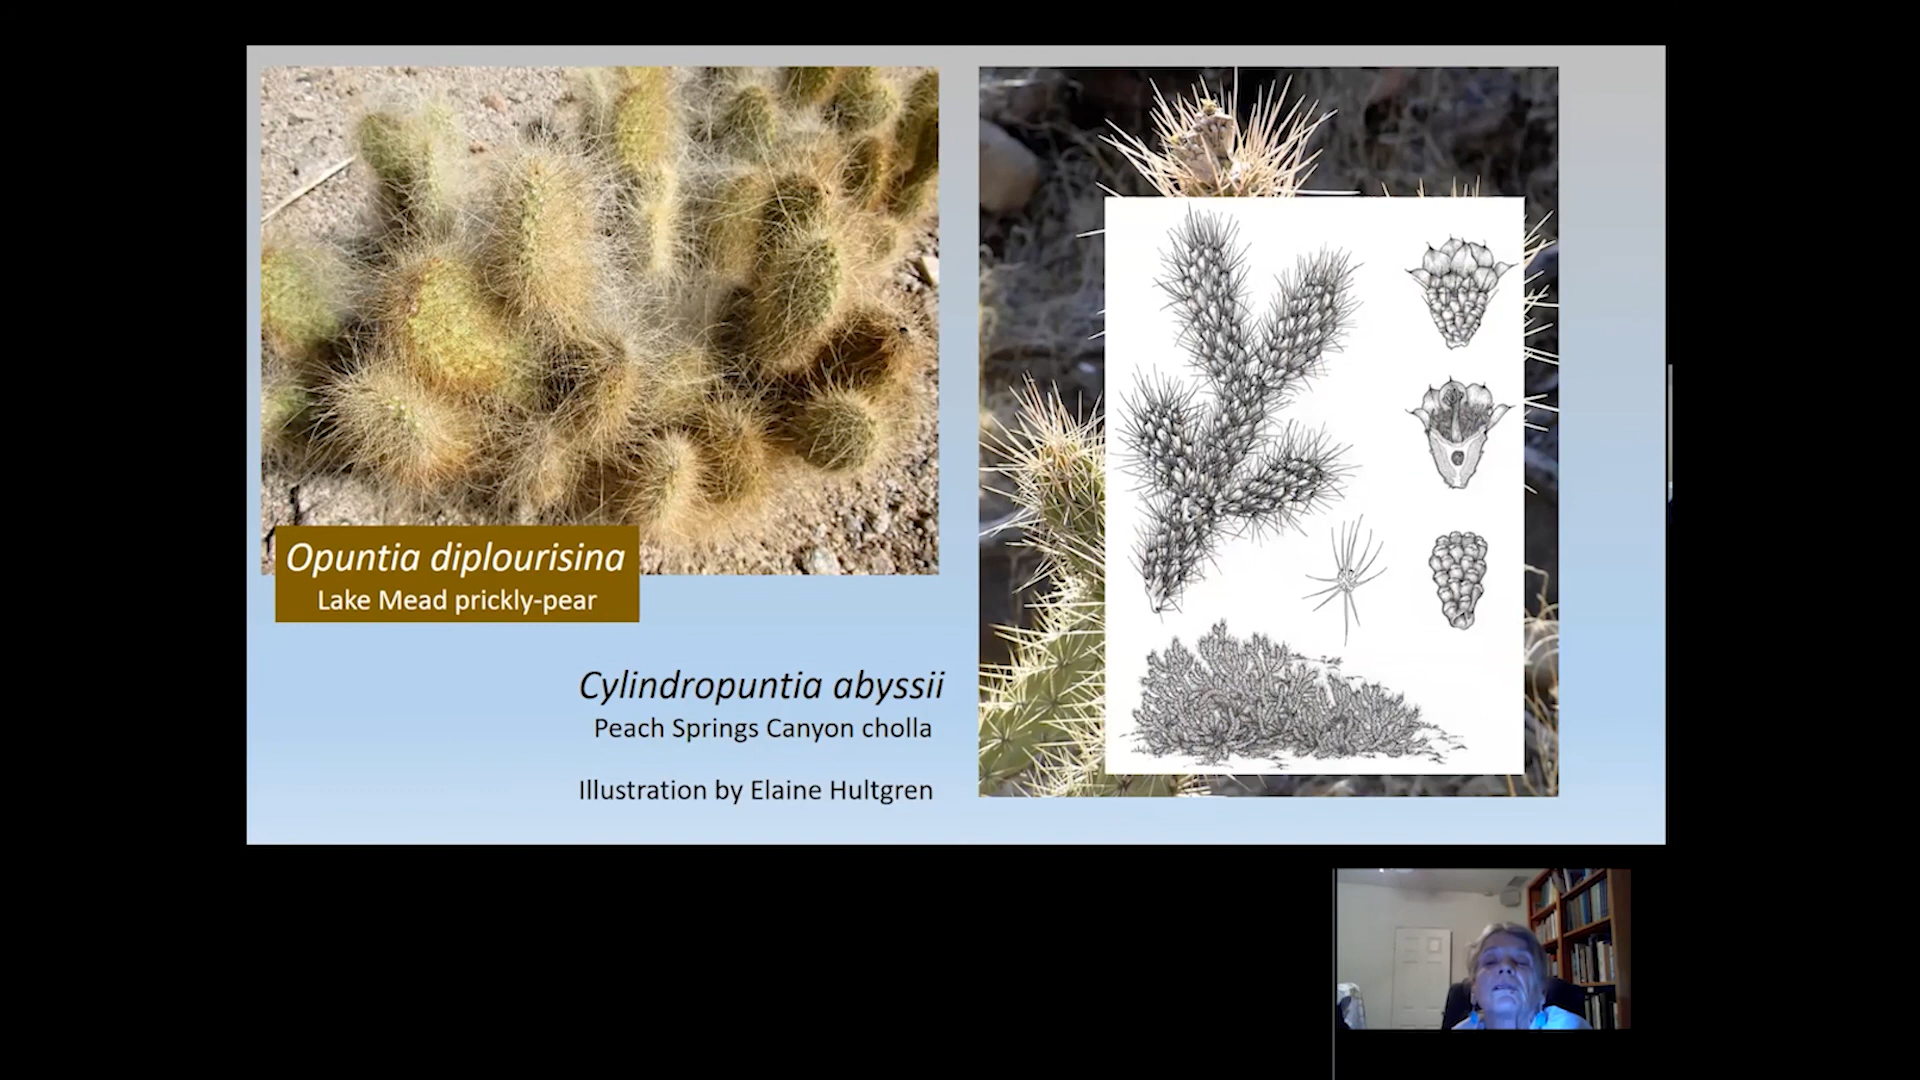 Opuntia diplourisina
Lake Mead prickly-pear
Cylindropuntia abyssii
Peach Springs Canyon cholla
Illustration by Elaine Hultgren